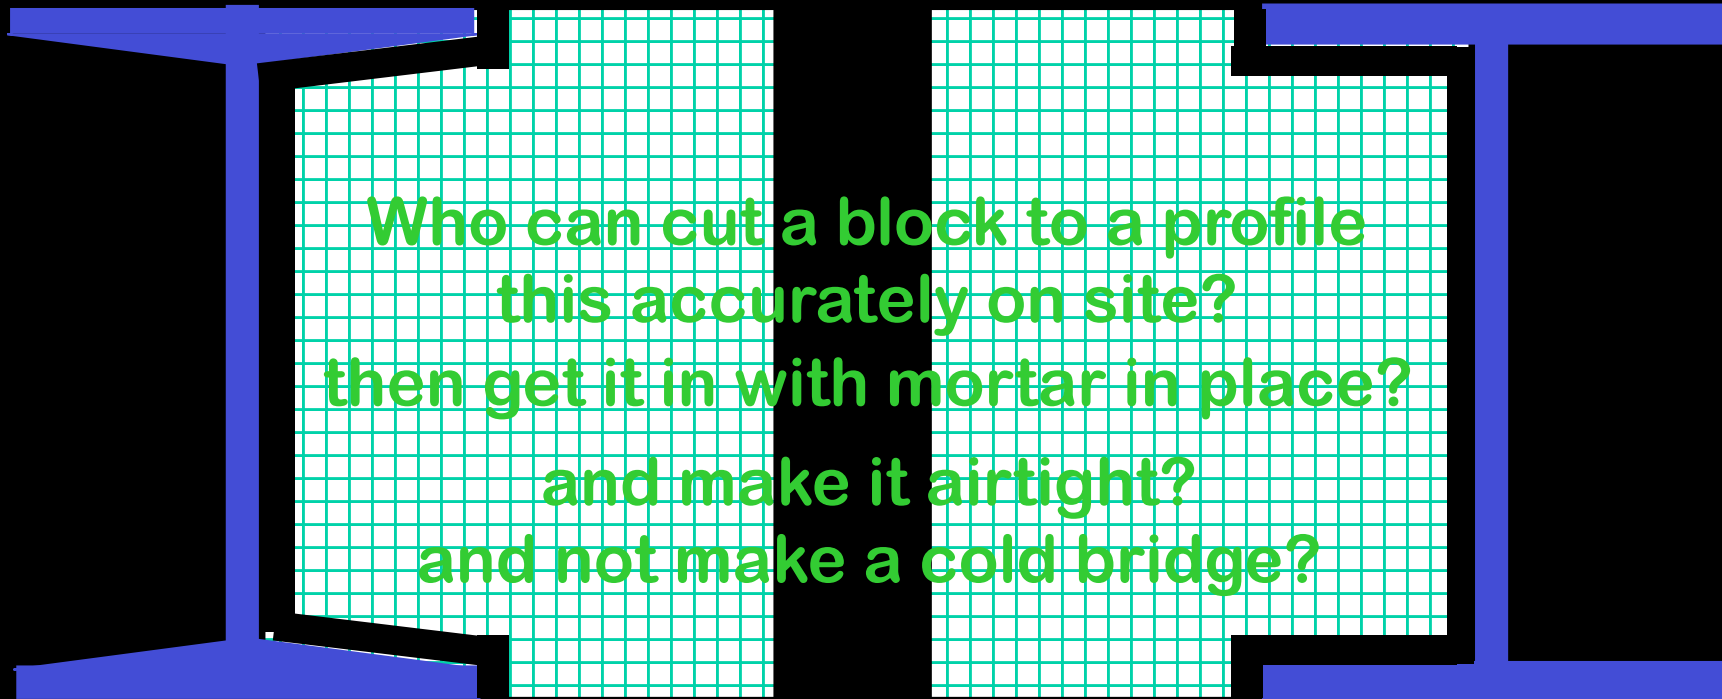 Who can cut a block to a profile
this accurately on site?
then get it in with mortar in place?
and make it airtight?
and not make a cold bridge?